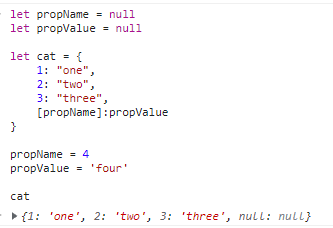 let propName = null
let propValue = null
let cat = {
1: "one",
2: "two",
3: "three",
[propName]:propValue
}
propName = 4
propValue = 'four'
cat
{1: 'one', 2: 'two', 3: 'three', null: null}